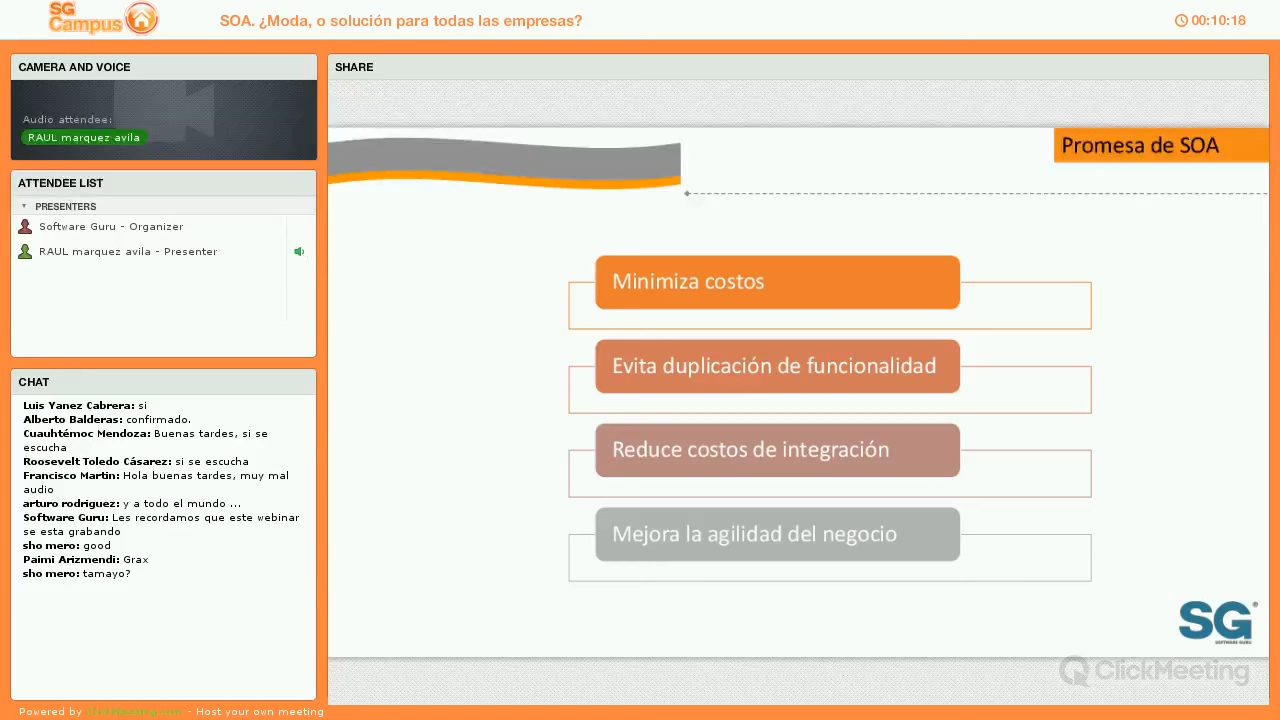 SG
Campus
SOA. ¿Moda, o solución para todas las empresas?
00:10:18
CAMERA AND VOICE
Audio attendee:
RAUL marquez avila
ATTENDEE LIST
PRESENTERS
Software Guru - Organizer
RAUL marquez avila - Presenter
CHAT
Luis Yanez Cabrera: si
Alberto Balderas: confirmado.
Cuauhtémoc Mendoza: Buenas tardes, si se
escucha
Roosevelt Toledo Cásarez: si se escucha
Francisco Martin: Hola buenas tardes, muy mal
audio
arturo rodriguez: y a todo el mundo ...
Software Guru: Les recordamos que este webinar
se esta grabando
sho mero: good
Paimi Arizmendi: Grax
sho mero: tamayo?
Powered by ClickMeeting.com - Host your own meeting
SHARE
Promesa de SOA
Minimiza costos
Evita duplicación de funcionalidad
Reduce costos de integración
Mejora la agilidad del negocio
SG
SOFTWARE GURU
ClickMeeting